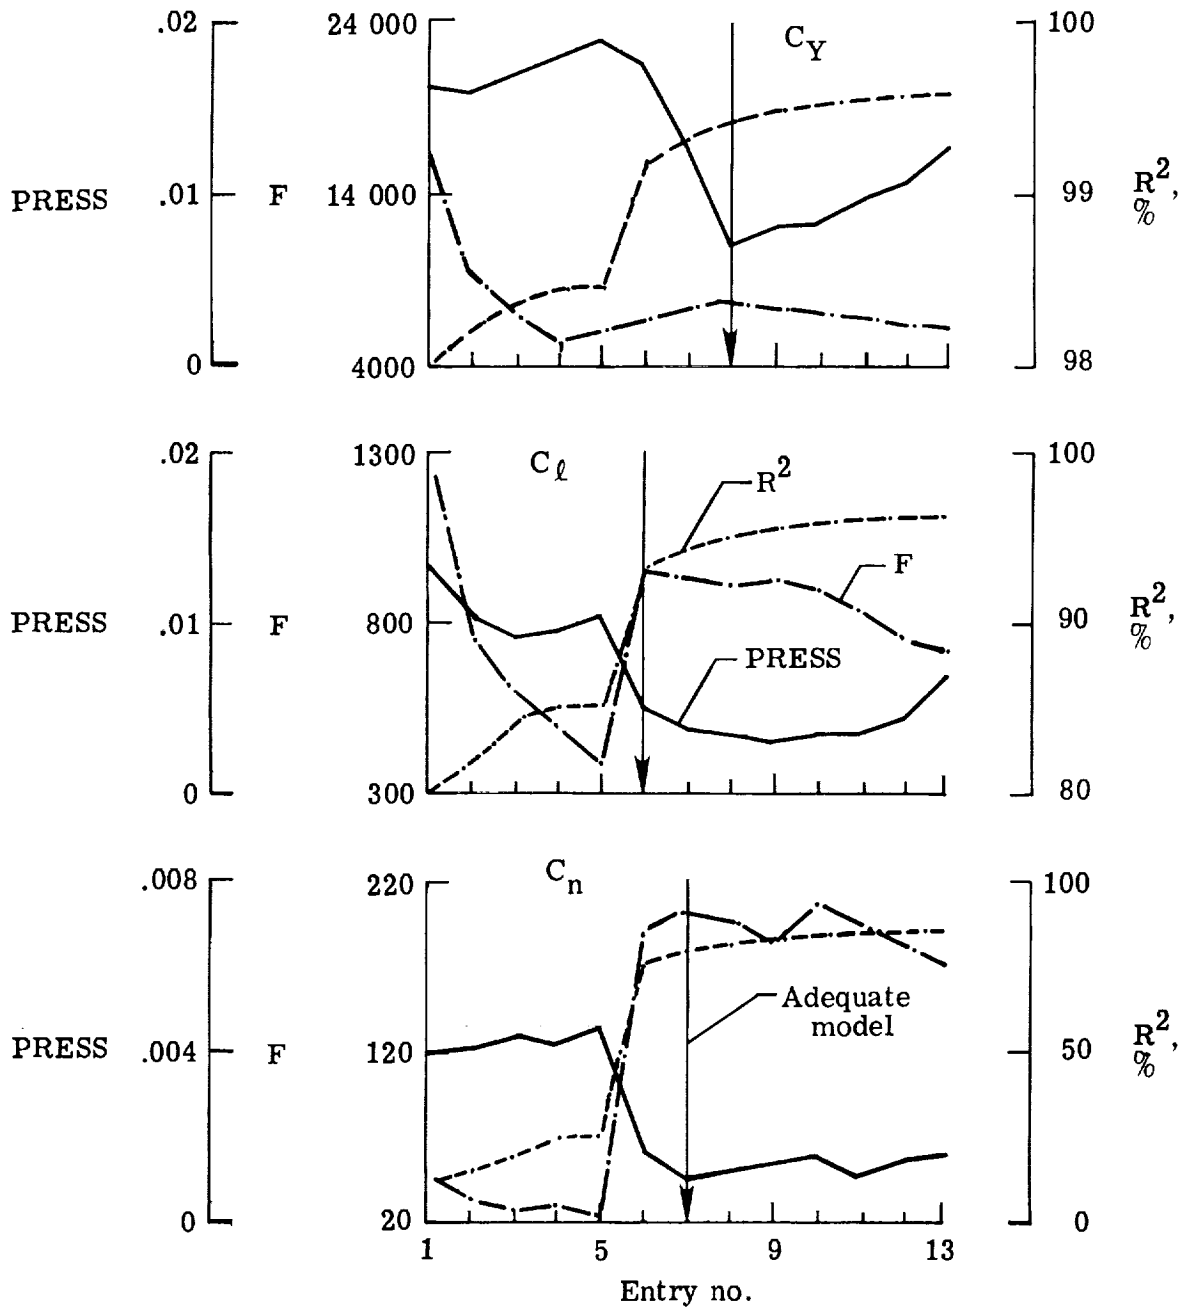 .02
24 000
C_Y
100
PRESS
.01
F
14 000
99
R²,
%
0
4000
98
.02
1300
C_ℓ
100
R²
F
PRESS
.01
F
800
90
R²,
%
PRESS
0
300
80
.008
220
C_n
100
Adequate
model
PRESS
.004
F
120
50
R²,
%
0
20
0
1
5
9
13
Entry no.